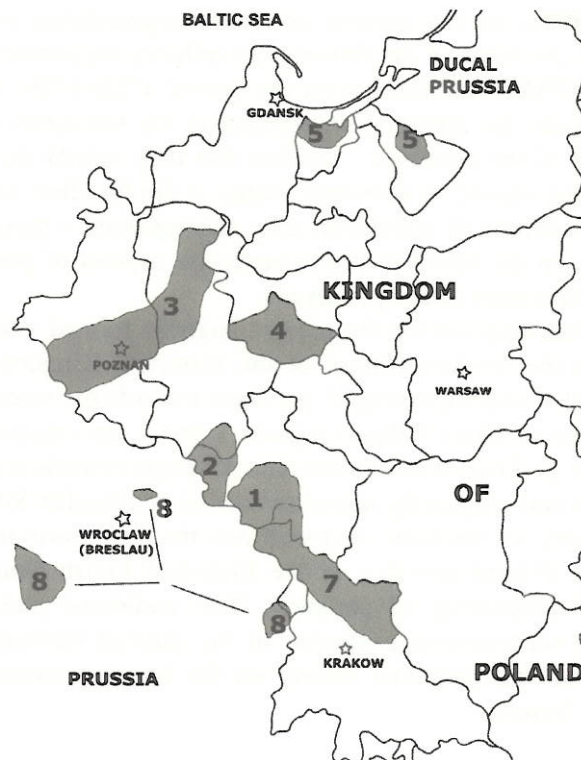 BALTIC SEA
DUCAL
PRUSSIA
GDANSK
5
5
KINGDOM
3
4
POZNAŃ
WARSAW
2
1
OF
8
WROCLAW
(BRESLAU)
8
7
8
KRAKOW
PRUSSIA
POLAND